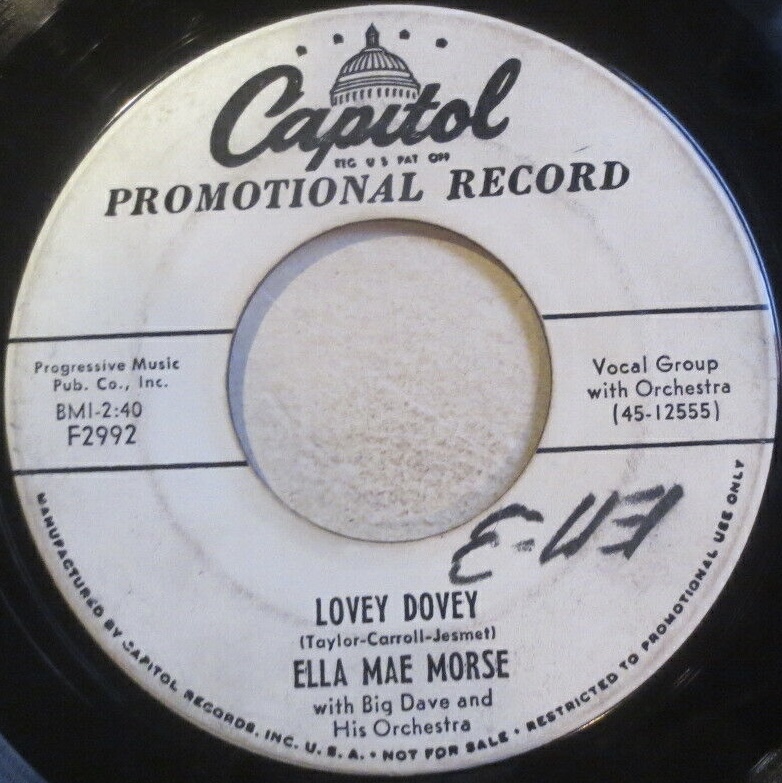 Capitol
REG U S PAT OFF
PROMOTIONAL RECORD
Progressive Music
Pub. Co., Inc.
BMI-2:40
F2992
Vocal Group
with Orchestra
(45-12555)
LOVEY DOVEY
(Taylor-Carroll-Jesmet)
ELLA MAE MORSE
with Big Dave and
His Orchestra
MANUFACTURED BY CAPITOL RECORDS, INC. U. S. A. • NOT FOR SALE • RESTRICTED TO PROMOTIONAL USE ONLY